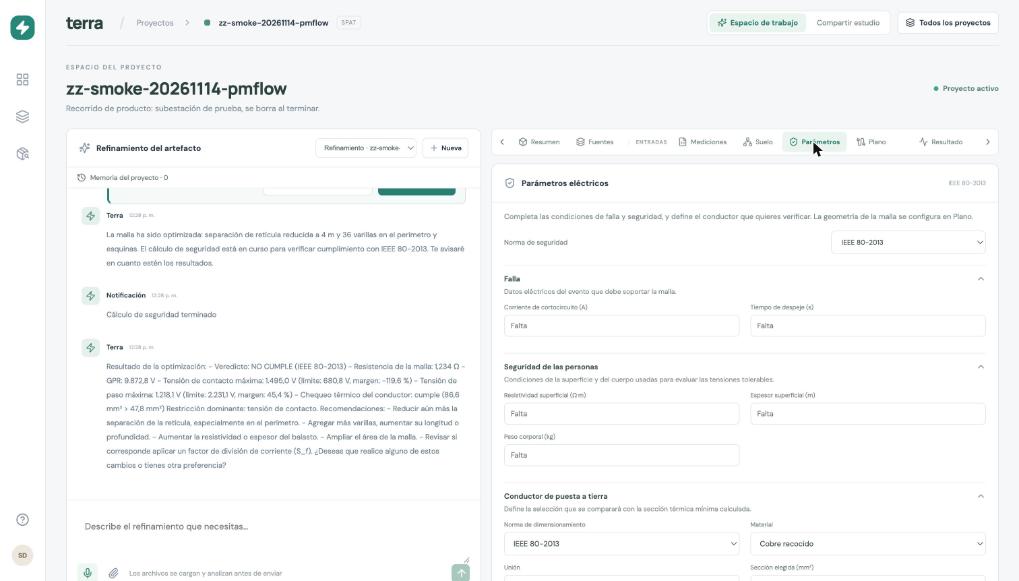 terra
Proyectos
zz-smoke-20261114-pmflow
SPAT
Espacio de trabajo
Compartir estudio
Todos los proyectos
ESPACIO DEL PROYECTO
zz-smoke-20261114-pmflow
Recorrido de producto: subestación de prueba, se borra al terminar.
Proyecto activo
Refinamiento del artefacto
Refinamiento · zz-smoke-
Nueva
Memoria del proyecto · 0
Terra 12:28 p. m.
La malla ha sido optimizada: separación de retícula reducida a 4 m y 36 varillas en el perímetro y
esquinas. El cálculo de seguridad está en curso para verificar cumplimiento con IEEE 80-2013. Te avisaré
en cuanto estén los resultados.
Notificación 12:28 p. m.
Cálculo de seguridad terminado
Terra 12:28 p. m.
Resultado de la optimización: - Veredicto: NO CUMPLE (IEEE 80-2013) - Resistencia de la malla: 1,234 Ω -
GPR: 9.872,8 V - Tensión de contacto máxima: 1.495,0 V (límite: 680,8 V, margen: -119,6 %) - Tensión de
paso máxima: 1.218,1 V (límite: 2.231,1 V, margen: 45,4 %) - Chequeo térmico del conductor: cumple (86,6
mm² > 47,8 mm²) Restricción dominante: tensión de contacto. Recomendaciones: - Reducir aún más la
separación de la retícula, especialmente en el perímetro. - Agregar más varillas, aumentar su longitud o
profundidad. - Aumentar la resistividad o espesor del balasto. - Ampliar el área de la malla. - Revisar si
corresponde aplicar un factor de división de corriente (S_f). ¿Deseas que realice alguno de estos
cambios o tienes otra preferencia?
Describe el refinamiento que necesitas...
Los archivos se cargan y analizan antes de enviar
SD
Resumen
Fuentes
ENTRADAS
Mediciones
Suelo
Parámetros
Plano
Resultado
Parámetros eléctricos
IEEE 80-2013
Completa las condiciones de falla y seguridad, y define el conductor que quieres verificar. La geometría de la malla se configura en Plano.
Norma de seguridad
IEEE 80-2013
Falla
Datos eléctricos del evento que debe soportar la malla.
Corriente de cortocircuito (A)
Tiempo de despeje (s)
Falta
Falta
Seguridad de las personas
Condiciones de la superficie y del cuerpo usadas para evaluar las tensiones tolerables.
Resistividad superficial (Ω·m)
Espesor superficial (m)
Falta
Falta
Peso corporal (kg)
Falta
Conductor de puesta a tierra
Define la selección que se comparará con la sección térmica mínima calculada.
Norma de dimensionamiento
Material
IEEE 80-2013
Cobre recocido
Unión
Sección elegida (mm²)